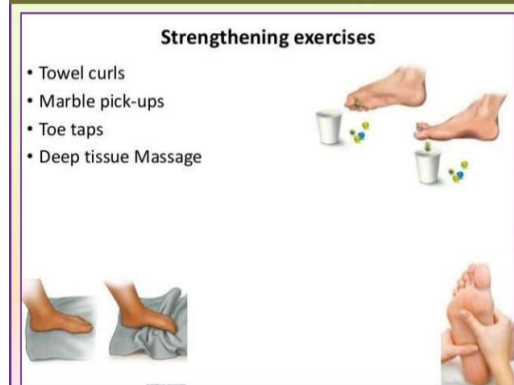 Strengthening exercises
• Towel curls
• Marble pick-ups
• Toe taps
• Deep tissue Massage